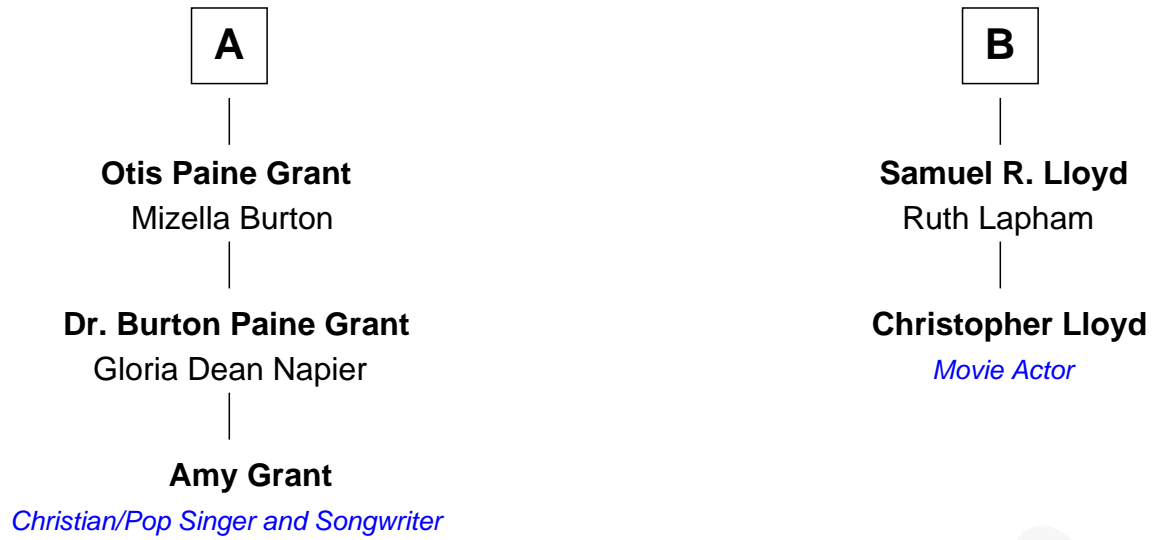 A
B
Otis Paine Grant
Mizella Burton
Samuel R. Lloyd
Ruth Lapham
Dr. Burton Paine Grant
Gloria Dean Napier
Christopher Lloyd
Movie Actor
Amy Grant
Christian/Pop Singer and Songwriter